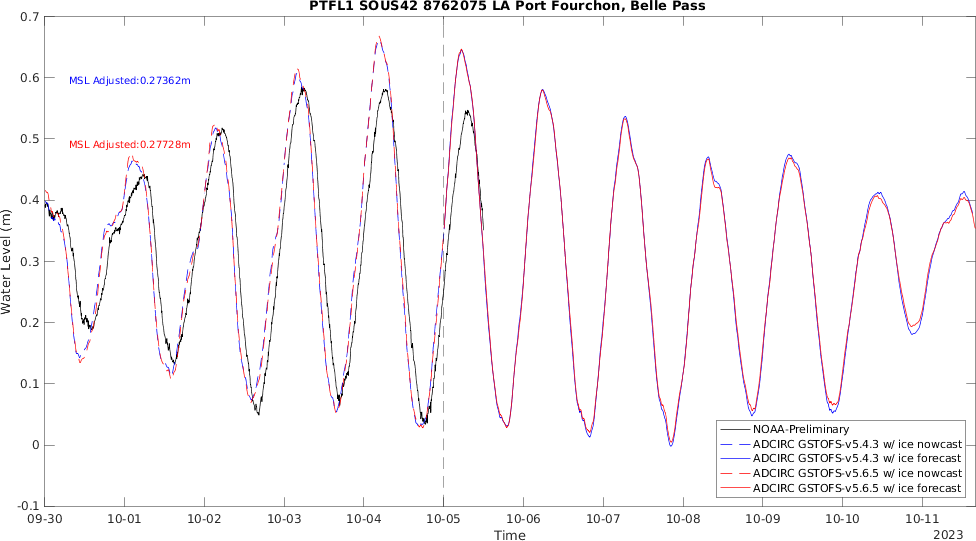 PTFL1 SOUS42 8762075 LA Port Fourchon, Belle Pass
0.7
0.6
0.5
0.4
0.3
0.2
0.1
0
-0.1
Water Level (m)
MSL Adjusted:0.27362m
MSL Adjusted:0.27728m
NOAA-Preliminary
ADCIRC GSTOFS-v5.4.3 w/ ice nowcast
ADCIRC GSTOFS-v5.4.3 w/ ice forecast
ADCIRC GSTOFS-v5.6.5 w/ ice nowcast
ADCIRC GSTOFS-v5.6.5 w/ ice forecast
09-30 10-01 10-02 10-03 10-04 10-05 10-06 10-07 10-08 10-09 10-10 10-11
Time
2023